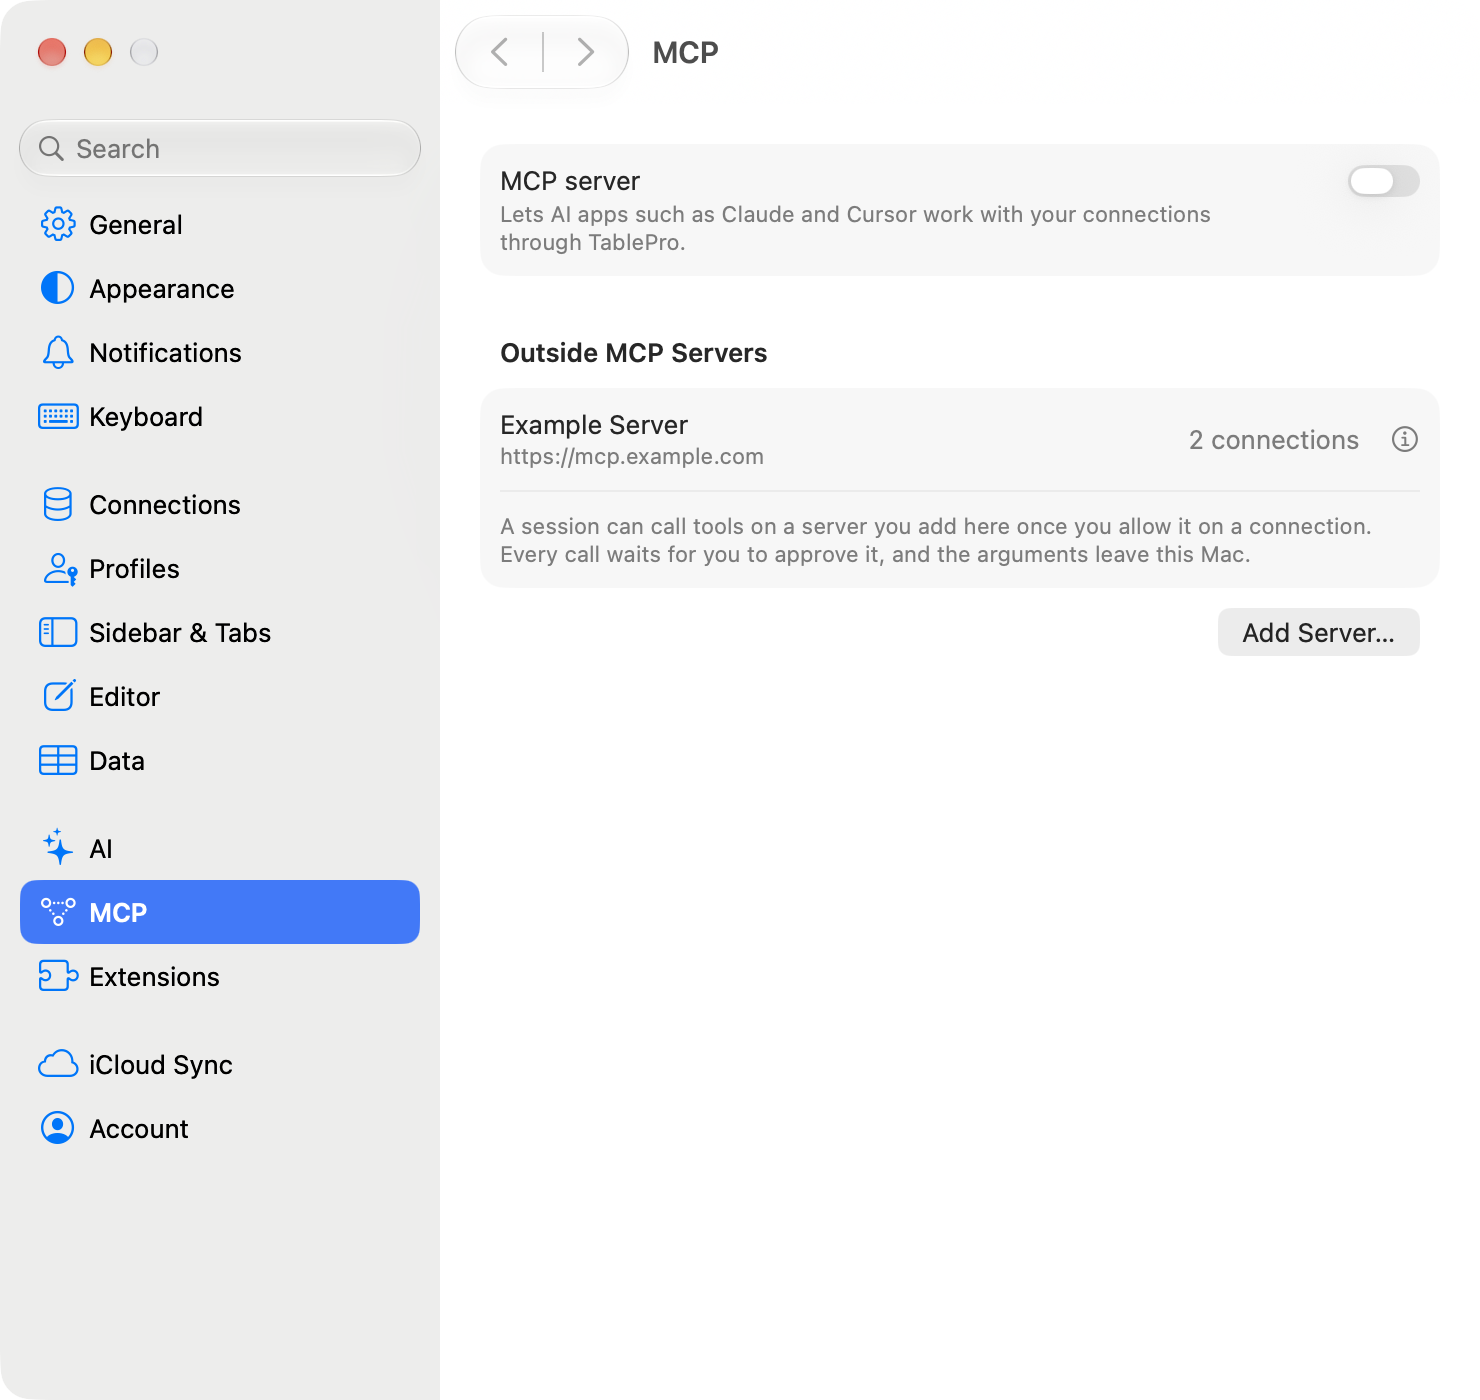 MCP
Search
General
Appearance
Notifications
Keyboard
Connections
Profiles
Sidebar & Tabs
Editor
Data
AI
MCP
Extensions
iCloud Sync
Account
MCP server
Lets AI apps such as Claude and Cursor work with your connections
through TablePro.
Outside MCP Servers
Example Server
https://mcp.example.com
2 connections
A session can call tools on a server you add here once you allow it on a connection.
Every call waits for you to approve it, and the arguments leave this Mac.
Add Server...